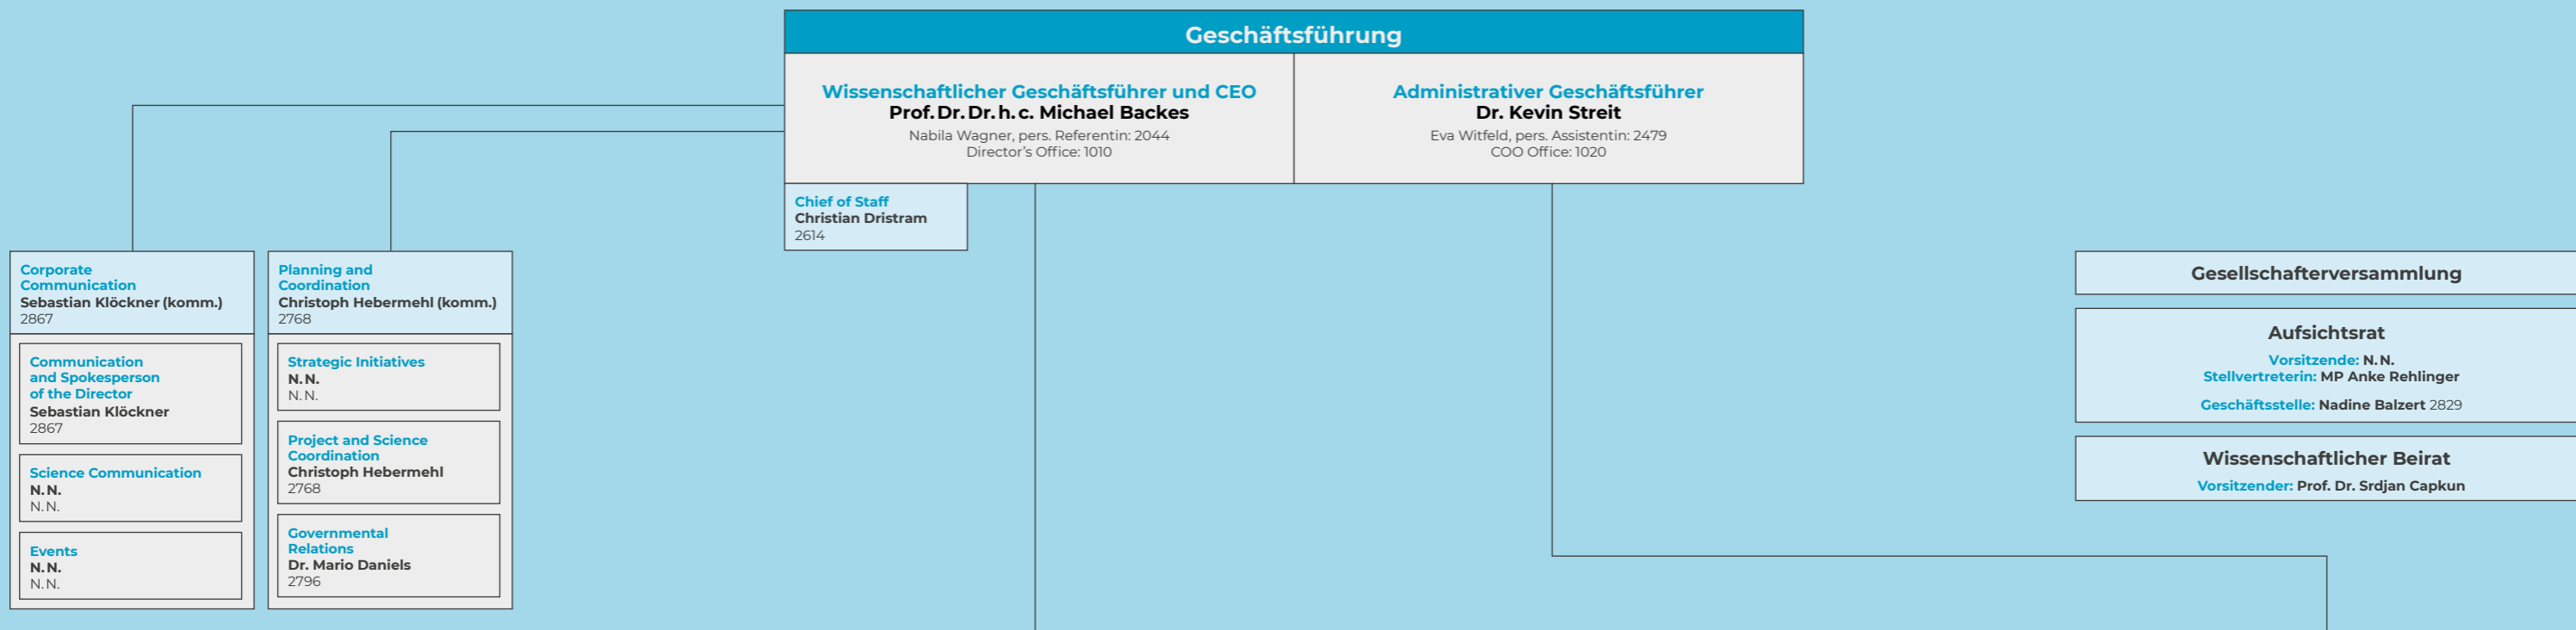 Geschäftsführung
Wissenschaftlicher Geschäftsführer und CEO
Prof. Dr. Dr. h. c. Michael Backes
Nabila Wagner, pers. Referentin: 2044
Director’s Office: 1010
Administrativer Geschäftsführer
Dr. Kevin Streit
Eva Witfeld, pers. Assistentin: 2479
COO Office: 1020
Chief of Staff
Christian Dristram
2614
Corporate
Communication
Sebastian Klöckner (komm.)
2867
Communication
and Spokesperson
of the Director
Sebastian Klöckner
2867
Science Communication
N. N.
N. N.
Events
N. N.
N. N.
Planning and
Coordination
Christoph Hebermehl (komm.)
2768
Strategic Initiatives
N. N.
N. N.
Project and Science
Coordination
Christoph Hebermehl
2768
Governmental
Relations
Dr. Mario Daniels
2796
Gesellschafterversammlung
Aufsichtsrat
Vorsitzende: N. N.
Stellvertreterin: MP Anke Rehlinger
Geschäftsstelle: Nadine Balzert 2829
Wissenschaftlicher Beirat
Vorsitzender: Prof. Dr. Srdjan Capkun